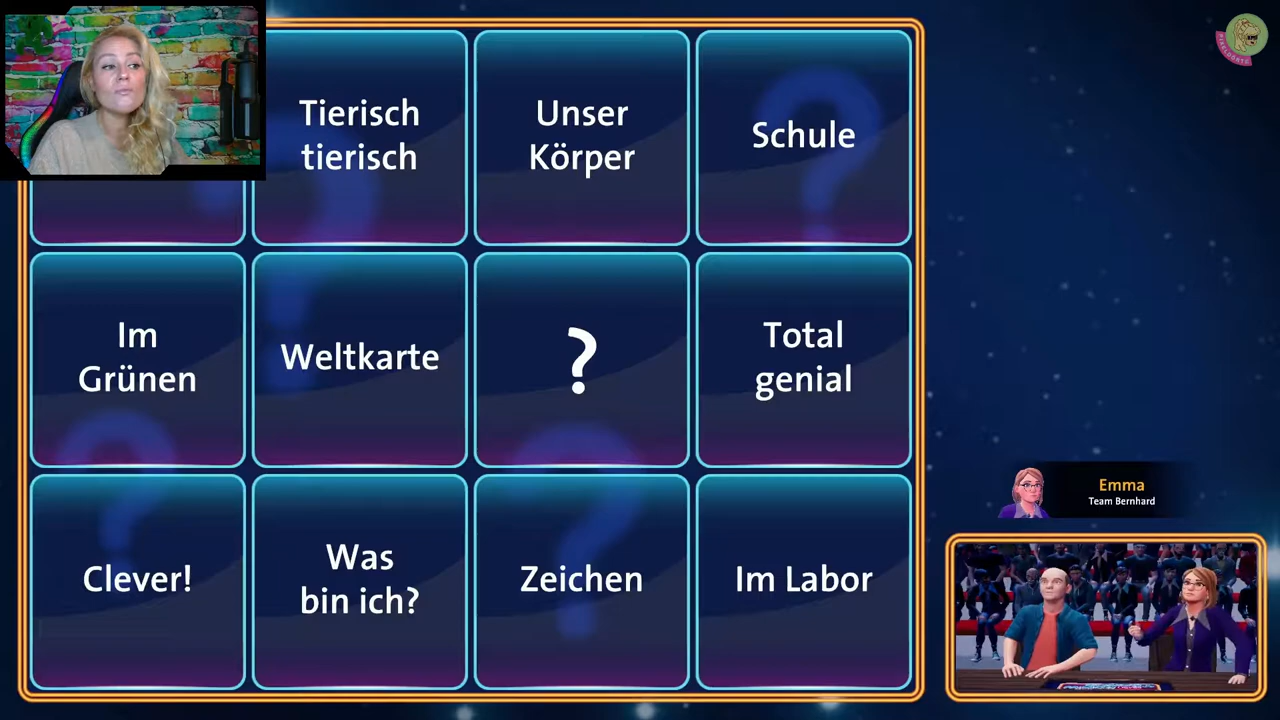 Tierisch
tierisch
Unser
Körper
Schule
Im
Grünen
Weltkarte
?
Total
genial
Clever!
Was
bin ich?
Zeichen
Im Labor
Emma
Team Bernhard